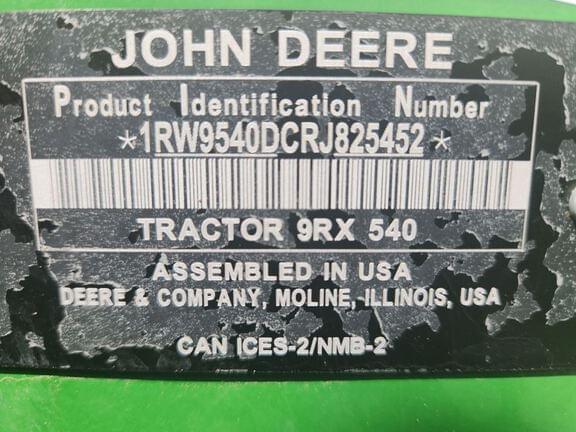 JOHN DEERE
Product Identification Number
*1RW9540DCRJ825452*
TRACTOR 9RX 540
ASSEMBLED IN USA
DEERE & COMPANY, MOLINE, ILLINOIS, USA
CAN ICES-2/NMB-2